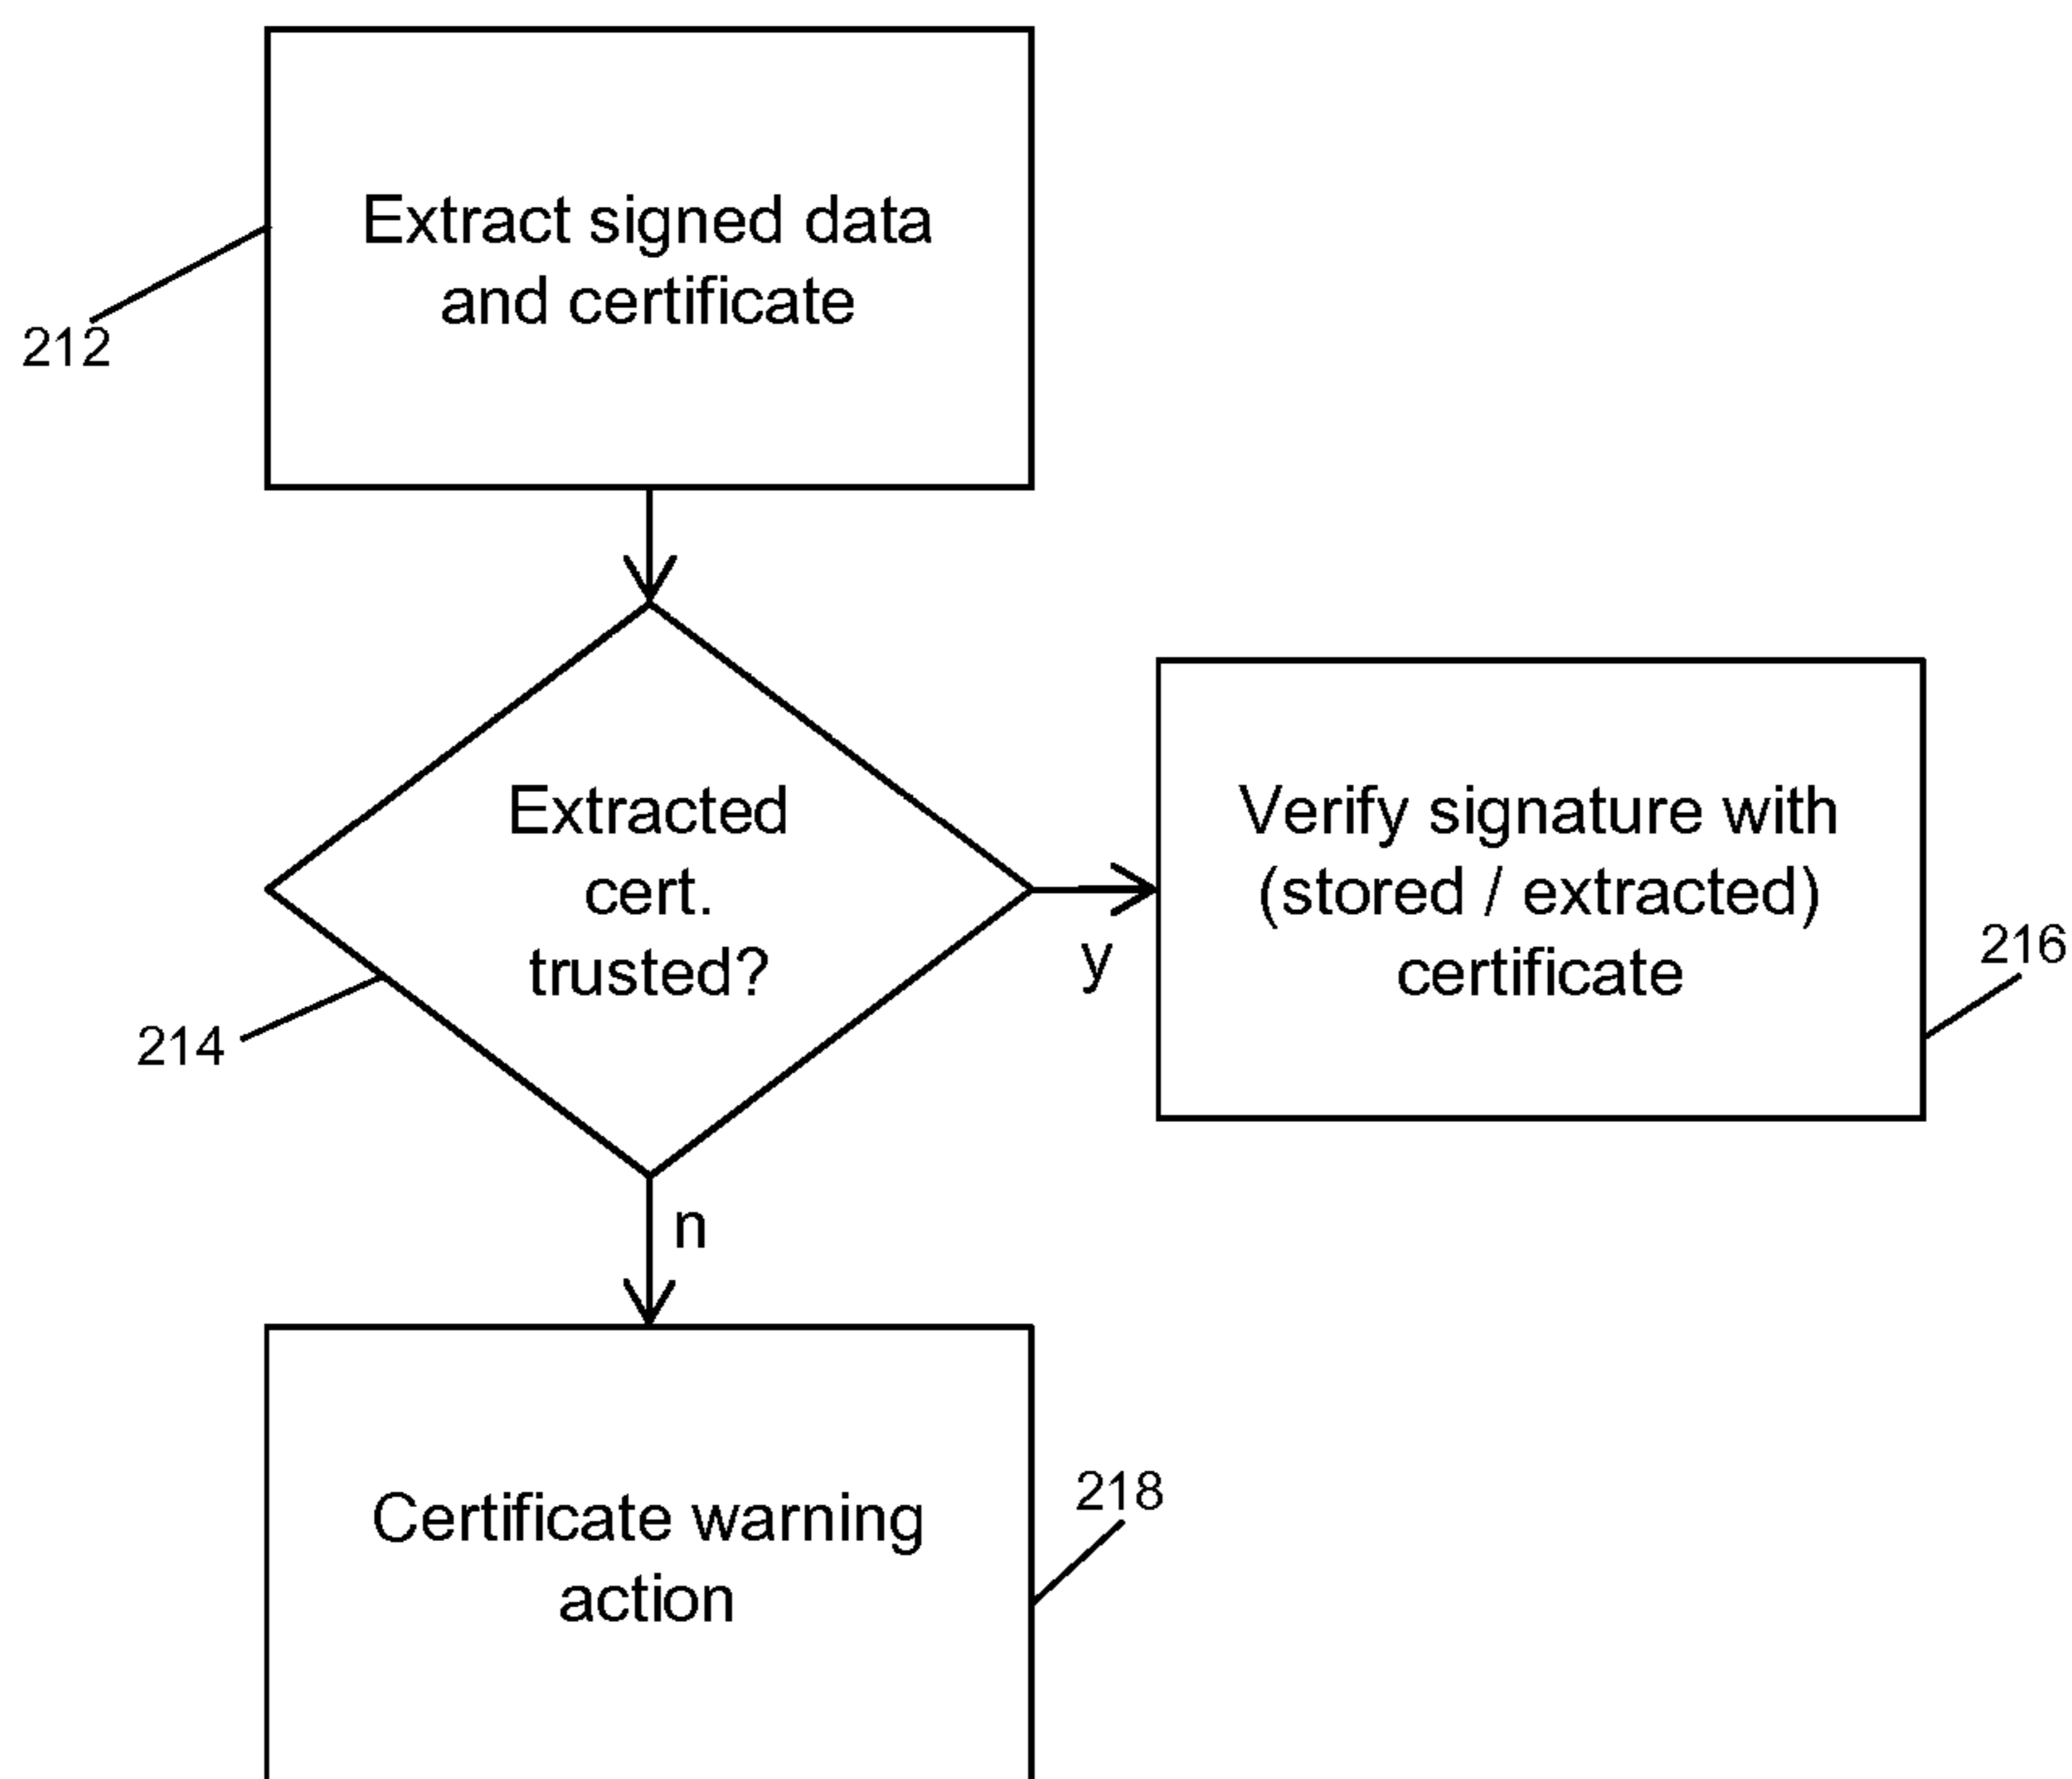 Extract signed data
and certificate
212
Extracted
cert.
trusted?
214
y
Verify signature with
(stored / extracted)
certificate
216
n
Certificate warning
action
218